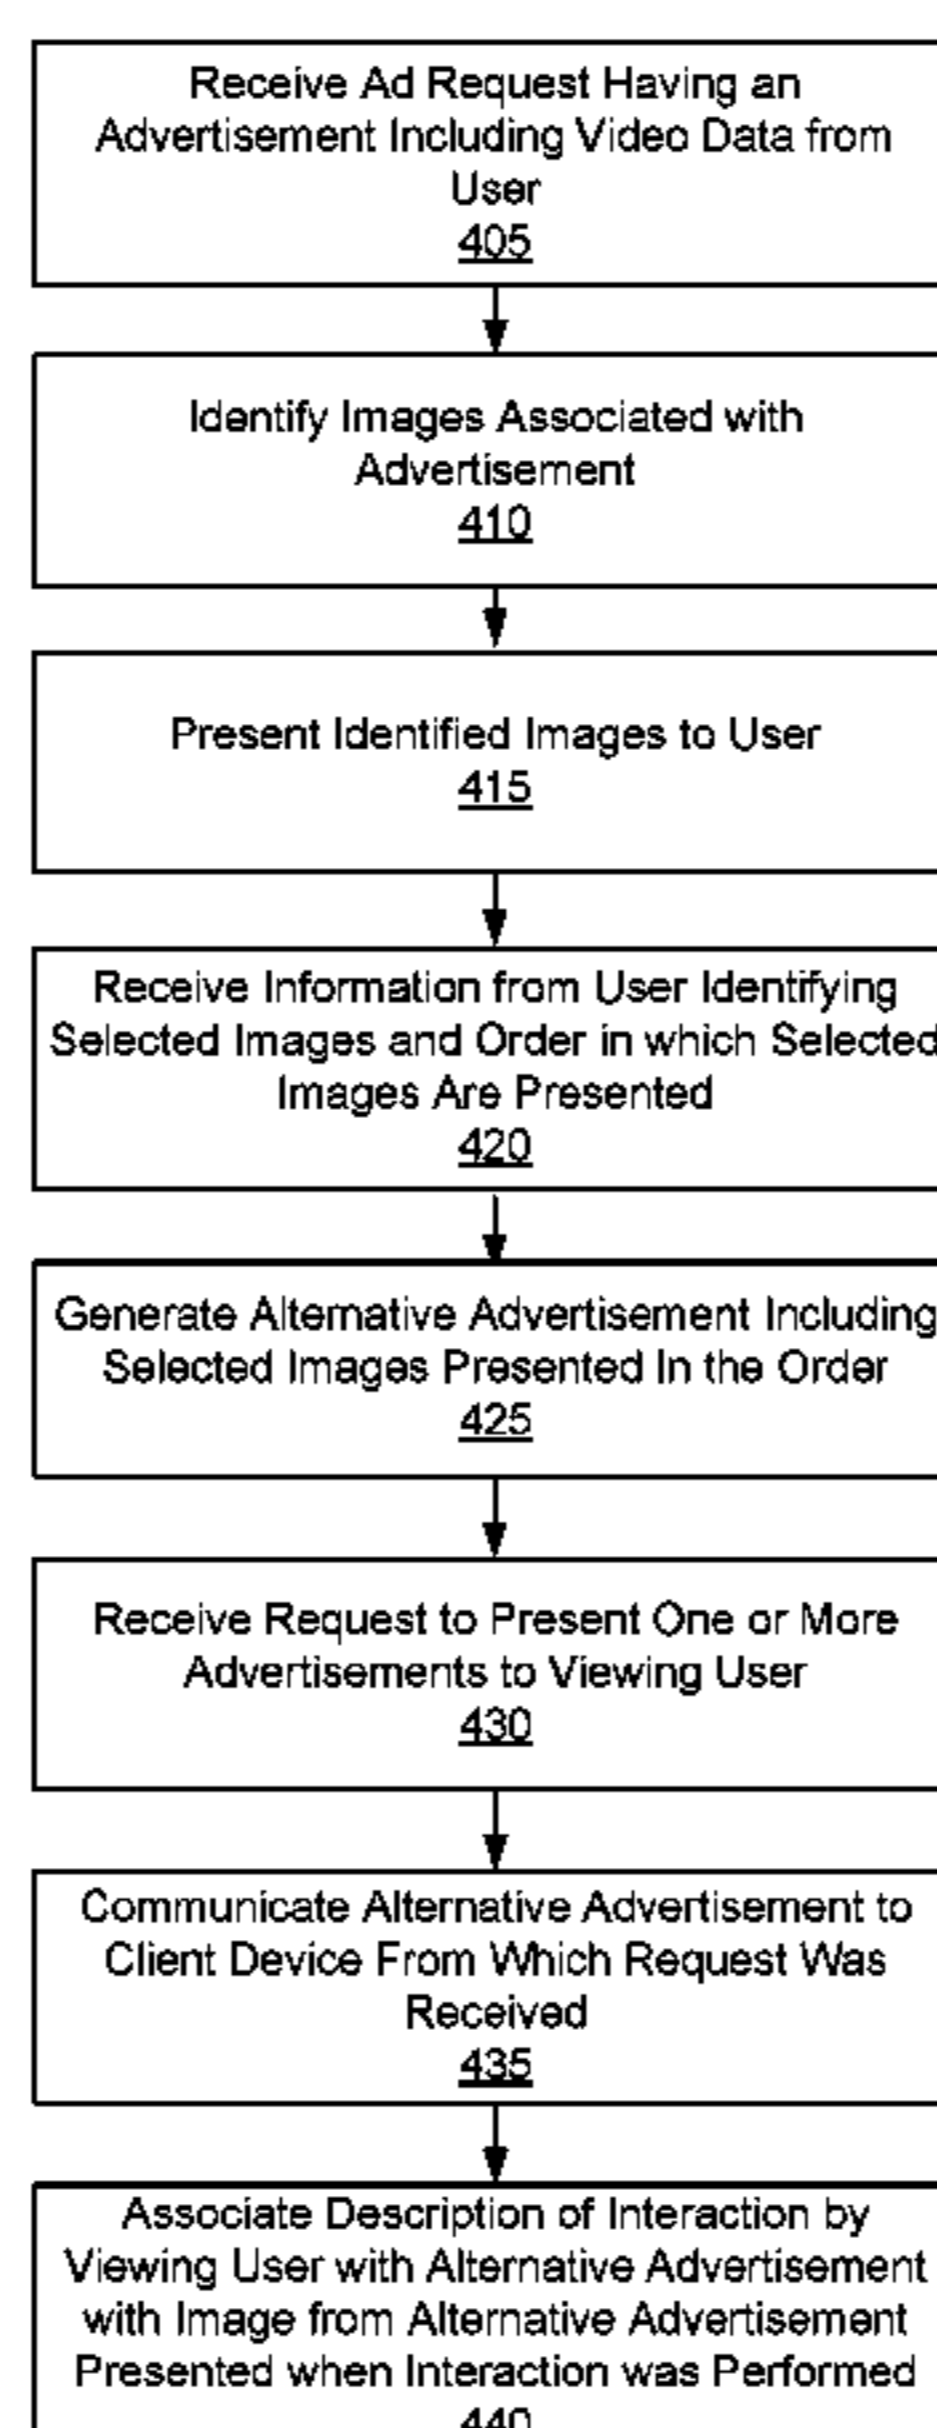 Receive Ad Request Having an
Advertisement Including Video Data from
User
405
Identify Images Associated with
Advertisement
410
Present Identified Images to User
415
Receive Information from User Identifying
Selected Images and Order in which Selected
Images Are Presented
420
Generate Alternative Advertisement Including
Selected Images Presented In the Order
425
Receive Request to Present One or More
Advertisements to Viewing User
430
Communicate Alternative Advertisement to
Client Device From Which Request Was
Received
435
Associate Description of Interaction by
Viewing User with Alternative Advertisement
with Image from Alternative Advertisement
Presented when Interaction was Performed
440